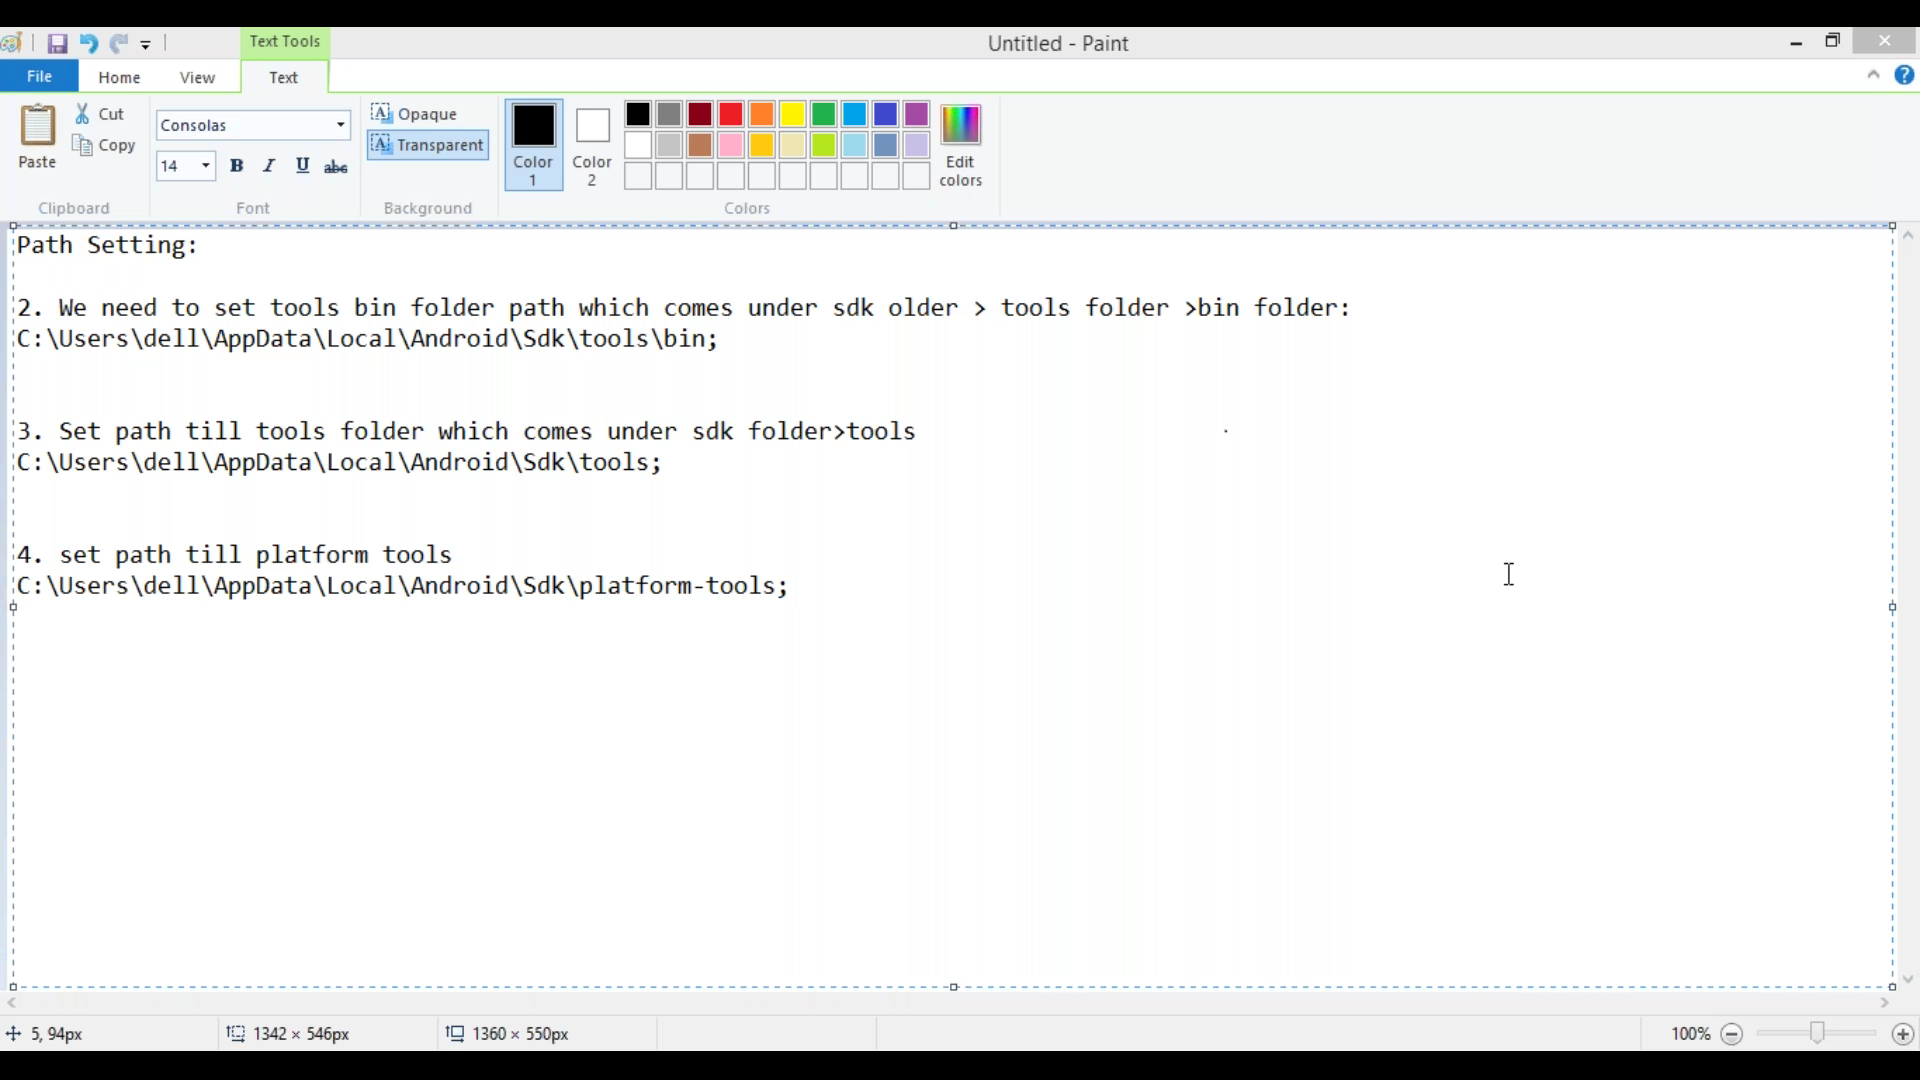 Text Tools
Untitled - Paint
File Home View Text
Paste
Cut
Copy
Clipboard
Consolas
14 B I U abc
Font
Opaque
Transparent
Background
Color 1
Color 2
Edit colors
Colors
Path Setting:
2. We need to set tools bin folder path which comes under sdk older > tools folder >bin folder:
C:\Users\dell\AppData\Local\Android\Sdk\tools\bin;
3. Set path till tools folder which comes under sdk folder>tools
C:\Users\dell\AppData\Local\Android\Sdk\tools;
4. set path till platform tools
C:\Users\dell\AppData\Local\Android\Sdk\platform-tools;
5, 94px 1342 × 546px 1360 × 550px 100%